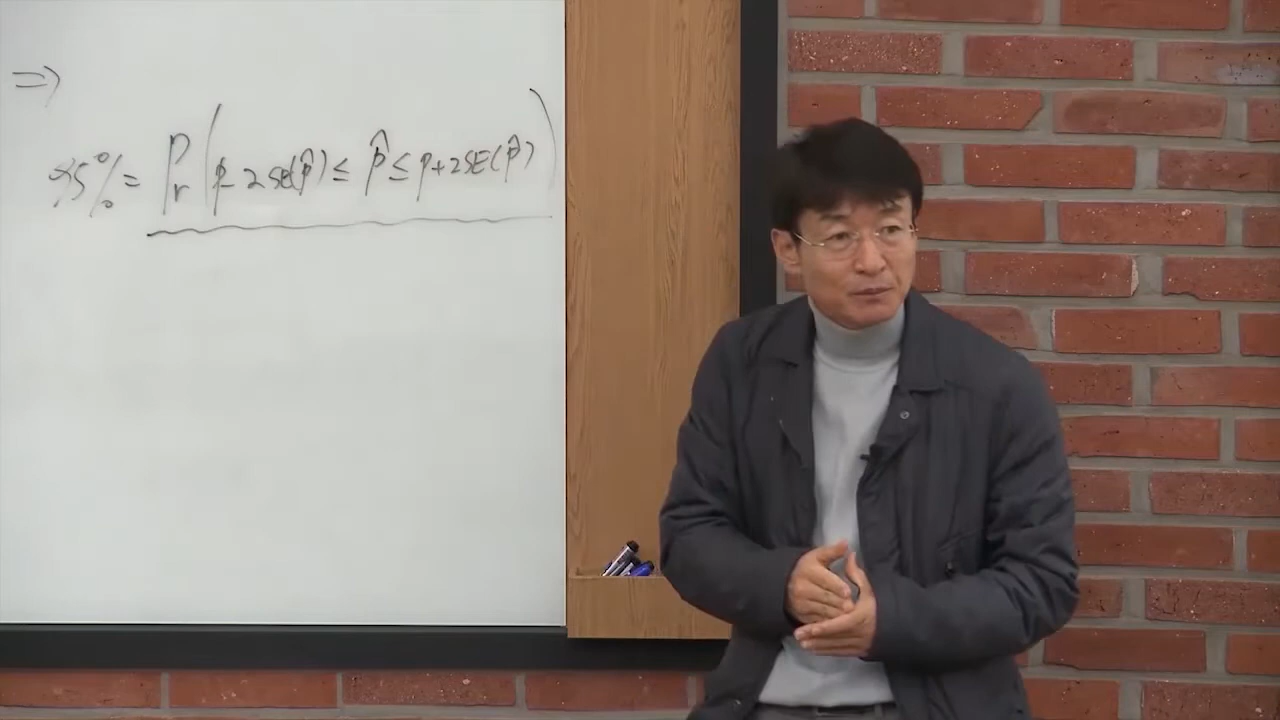 ⇒
95% = Pr(p - 2SE(p̂) ≤ p̂ ≤ p + 2SE(p̂))